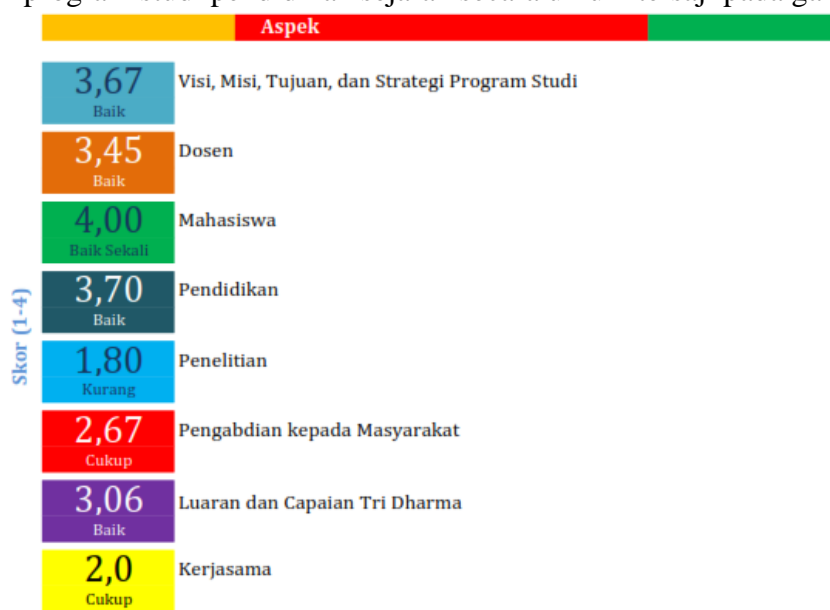 Aspek
3,67
Baik
Visi, Misi, Tujuan, dan Strategi Program Studi
3,45
Baik
Dosen
4,00
Baik Sekali
Mahasiswa
3,70
Baik
Pendidikan
1,80
Kurang
Penelitian
2,67
Cukup
Pengabdian kepada Masyarakat
3,06
Baik
Luaran dan Capaian Tri Dharma
2,0
Cukup
Kerjasama
Skor (1-4)